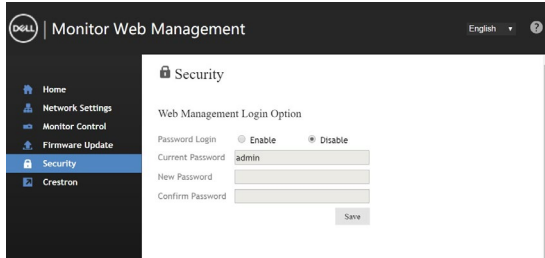 DELL | Monitor Web Management
English ▼
?
Home
Network Settings
Monitor Control
Firmware Update
Security
Crestron
Security
Web Management Login Option
Password Login Enable Disable
Current Password admin
New Password
Confirm Password
Save